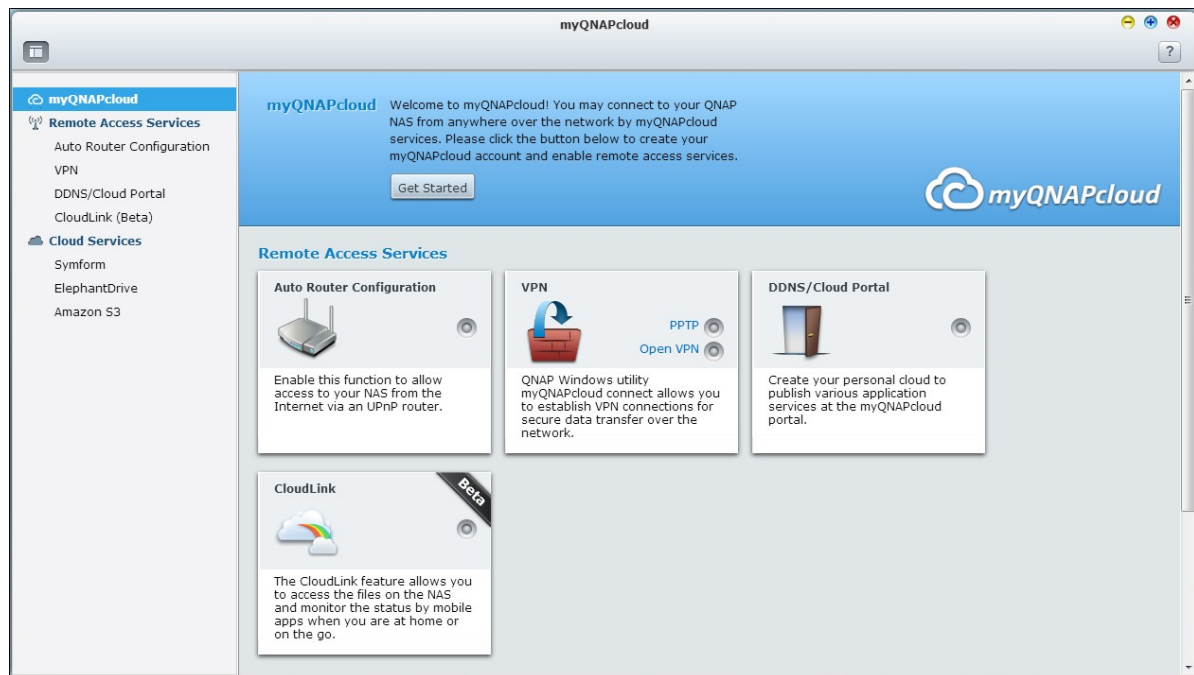 myQNAPcloud
?
myQNAPcloud
Remote Access Services
Auto Router Configuration
VPN
DDNS/Cloud Portal
CloudLink (Beta)
Cloud Services
Symform
ElephantDrive
Amazon S3
myQNAPcloud
Welcome to myQNAPcloud! You may connect to your QNAP
NAS from anywhere over the network by myQNAPcloud
services. Please click the button below to create your
myQNAPcloud account and enable remote access services.
Get Started
myQNAPcloud
Remote Access Services
Auto Router Configuration
Enable this function to allow
access to your NAS from the
Internet via an UPnP router.
VPN
PPTP
Open VPN
QNAP Windows utility
myQNAPcloud connect allows you
to establish VPN connections for
secure data transfer over the
network.
DDNS/Cloud Portal
Create your personal cloud to
publish various application
services at the myQNAPcloud
portal.
CloudLink
Beta
The CloudLink feature allows you
to access the files on the NAS
and monitor the status by mobile
apps when you are at home or
on the go.